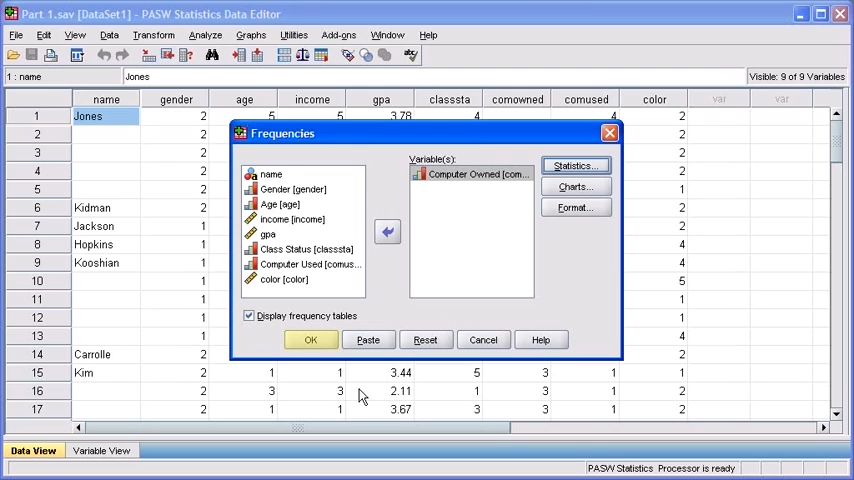 Part 1.sav [DataSet1] - PASW Statistics Data Editor
File Edit View Data Transform Analyze Graphs Utilities Add-ons Window Help
1 : name Jones Visible: 9 of 9 Variables
name gender age income gpa classsta comowned comused color var var
1 Jones 2 5 5 3.78 4 4 2
Frequencies
2 2 2
3 2 2
4 2 2
5 2 1
6 Kidman 2 2
7 Jackson 1 2
8 Hopkins 1 4
9 Kooshian 1 4
10 1 5
11 1 1
12 1 1
13 1 4
14 Carrolle 2 2
Variable(s):
name
Gender [gender]
Age [age]
income [income]
gpa
Class Status [classsta]
Computer Used [comus...
color [color]
Computer Owned [com...
Statistics...
Charts...
Format...
Display frequency tables
OK Paste Reset Cancel Help
15 Kim 2 1 1 3.44 5 3 1 2
16 2 3 3 2.11 1 3 1 2
17 2 1 1 3.67 3 3 1 2
Data View Variable View
PASW Statistics Processor is ready